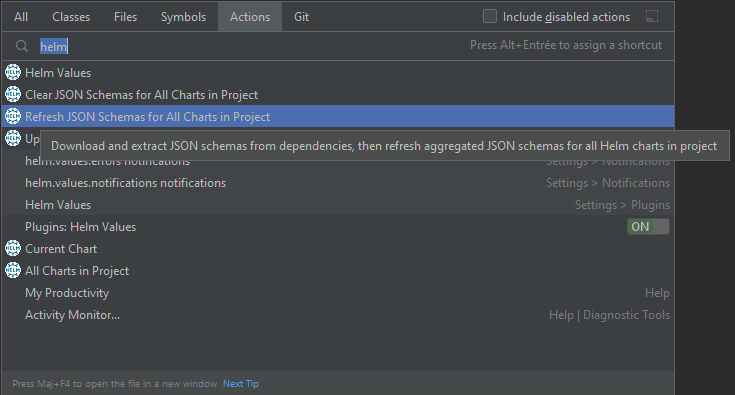 All Classes Files Symbols Actions Git Include disabled actions
helm Press Alt+Entrée to assign a shortcut
Helm Values
Clear JSON Schemas for All Charts in Project
Refresh JSON Schemas for All Charts in Project
Up
Download and extract JSON schemas from dependencies, then refresh aggregated JSON schemas for all Helm charts in project
helm.values.errors notifications Settings > Notifications
helm.values.notifications notifications Settings > Notifications
Helm Values Settings > Plugins
Plugins: Helm Values ON
Current Chart
All Charts in Project
My Productivity Help
Activity Monitor... Help | Diagnostic Tools
Press Maj+F4 to open the file in a new window Next Tip